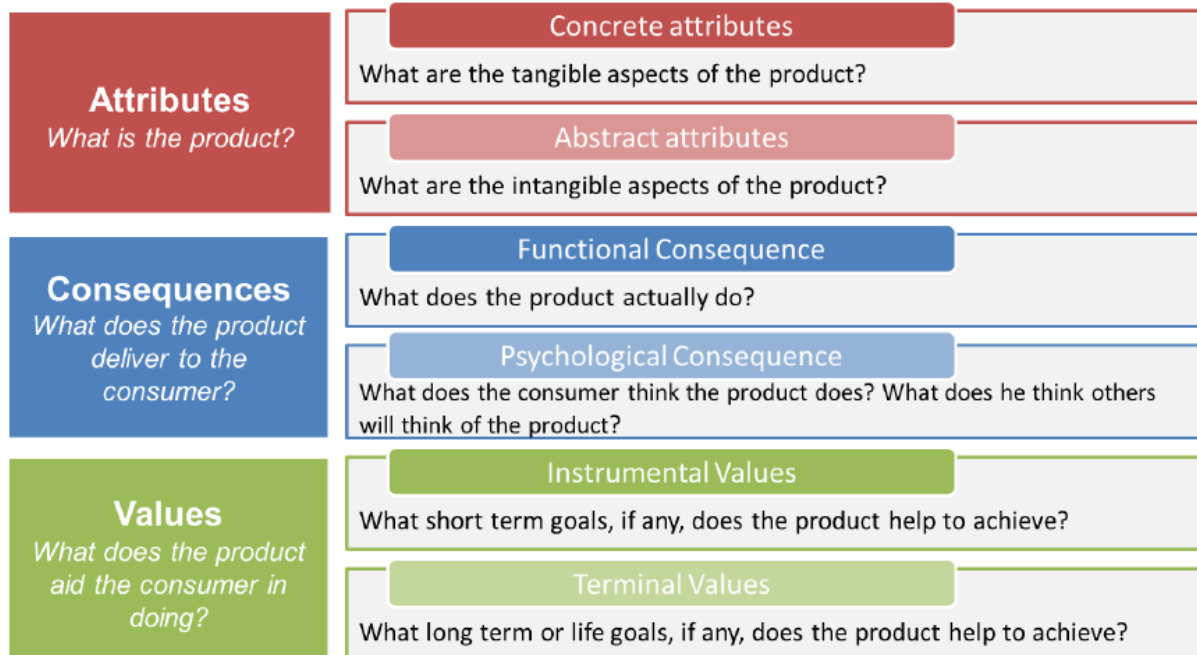 Attributes
What is the product?
Concrete attributes
What are the tangible aspects of the product?
Abstract attributes
What are the intangible aspects of the product?
Consequences
What does the product
deliver to the
consumer?
Functional Consequence
What does the product actually do?
Psychological Consequence
What does the consumer think the product does? What does he think others
will think of the product?
Values
What does the product
aid the consumer in
doing?
Instrumental Values
What short term goals, if any, does the product help to achieve?
Terminal Values
What long term or life goals, if any, does the product help to achieve?